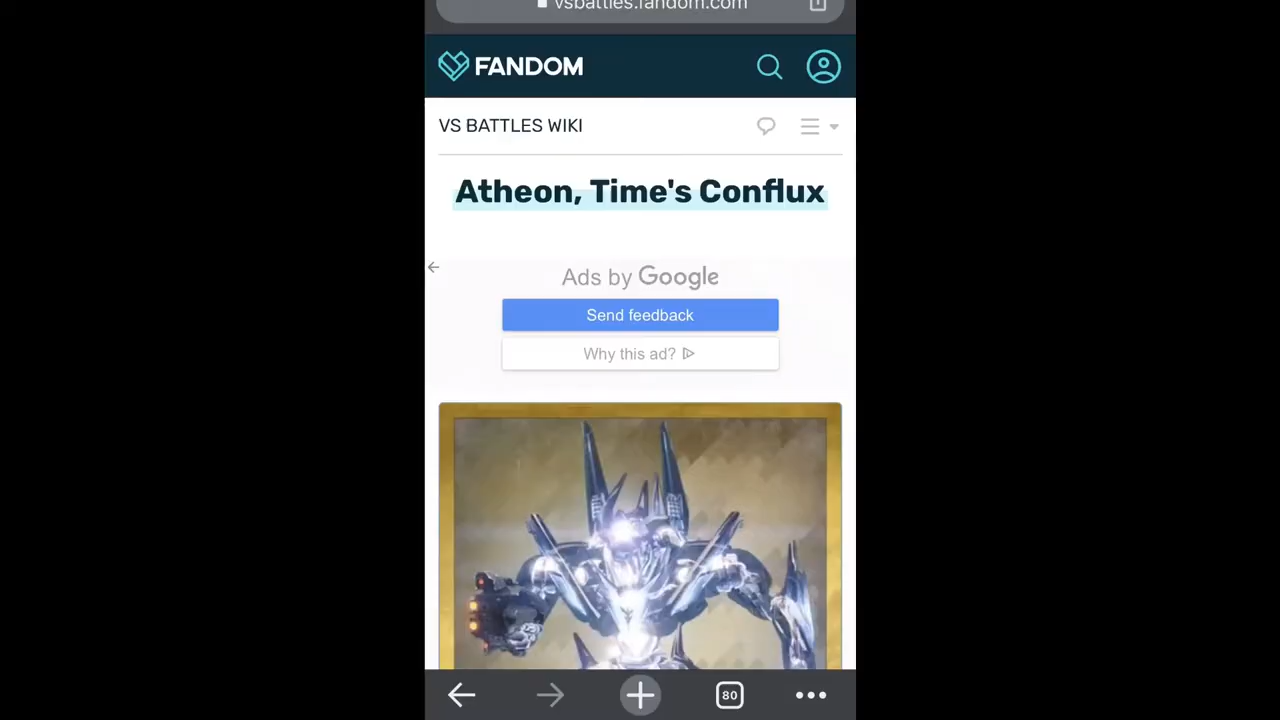 vsbattles.fandom.com
FANDOM
VS BATTLES WIKI
Atheon, Time's Conflux
Ads by Google
Send feedback
Why this ad?
80